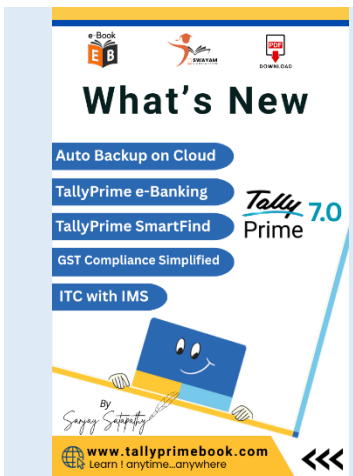 e-Book
E B
SWAYAM
PDF
DOWNLOAD
What's New
Auto Backup on Cloud
TallyPrime e-Banking
TallyPrime SmartFind
GST Compliance Simplified
ITC with IMS
Tally
Prime
7.0
By
Sanjay Satapathy
www.tallyprimebook.com
Learn ! anytime...anywhere